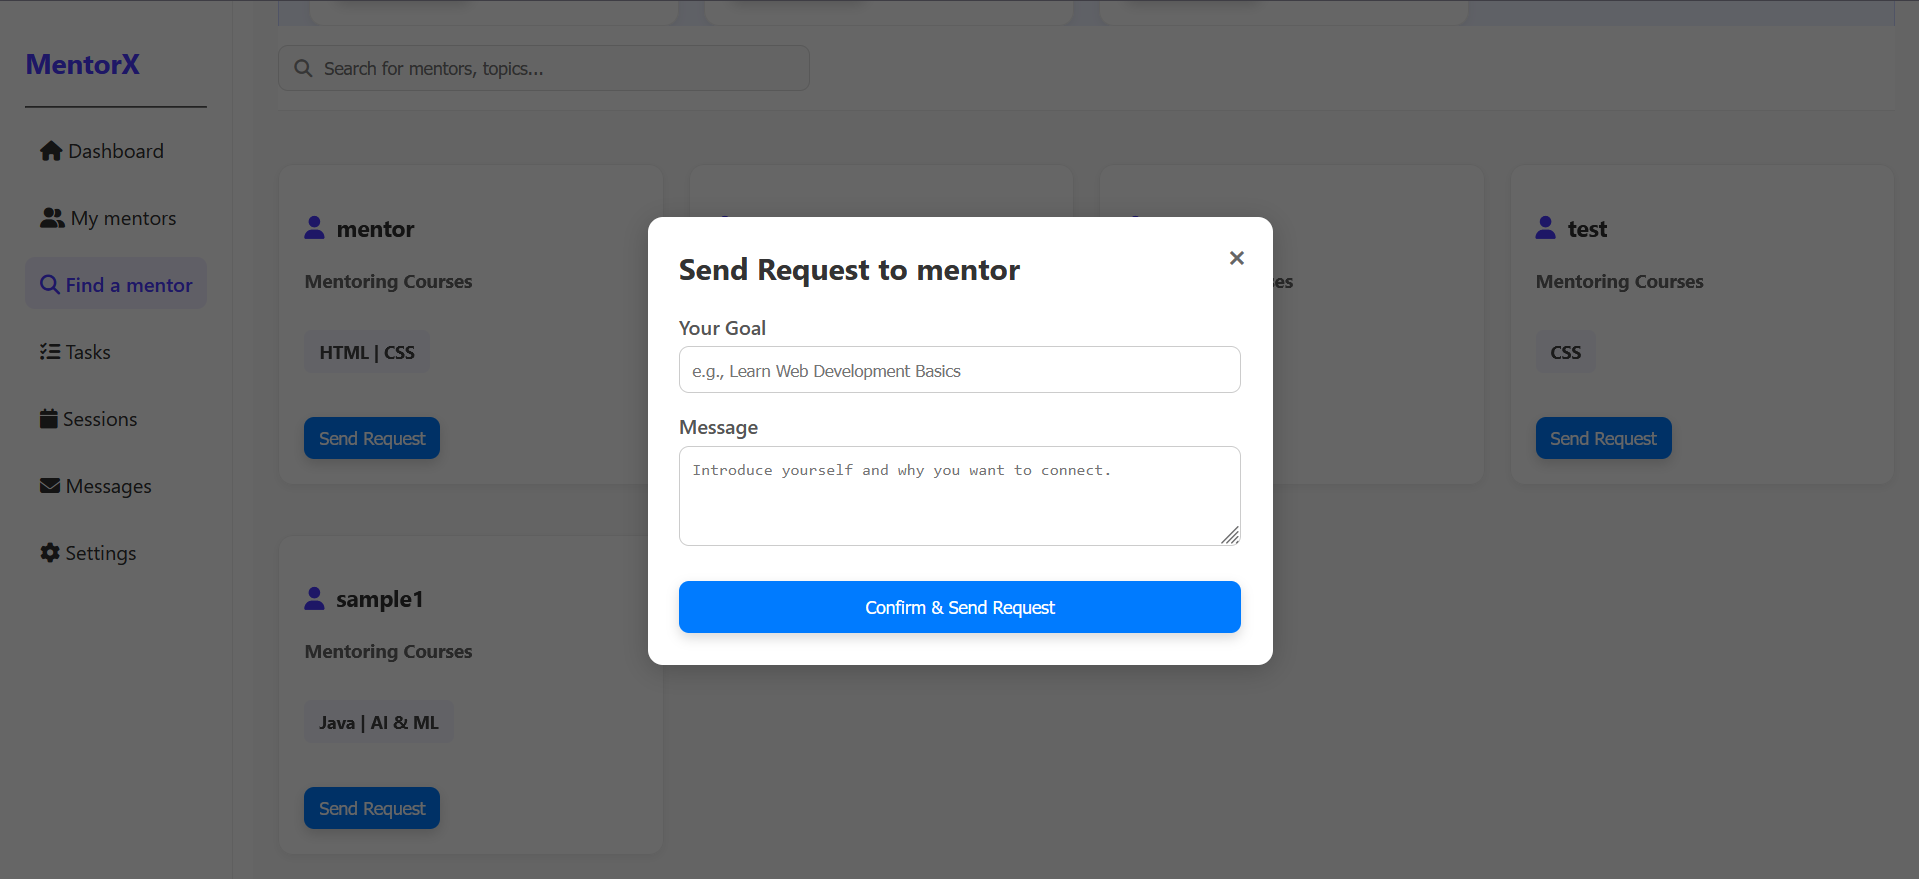 MentorX
Dashboard
My mentors
Find a mentor
Tasks
Sessions
Messages
Settings
Search for mentors, topics...
mentor
Mentoring Courses
HTML | CSS
Send Request
test
Mentoring Courses
CSS
Send Request
sample1
Mentoring Courses
Java | AI & ML
Send Request
Send Request to mentor
×
Your Goal
e.g., Learn Web Development Basics
Message
Introduce yourself and why you want to connect.
Confirm & Send Request